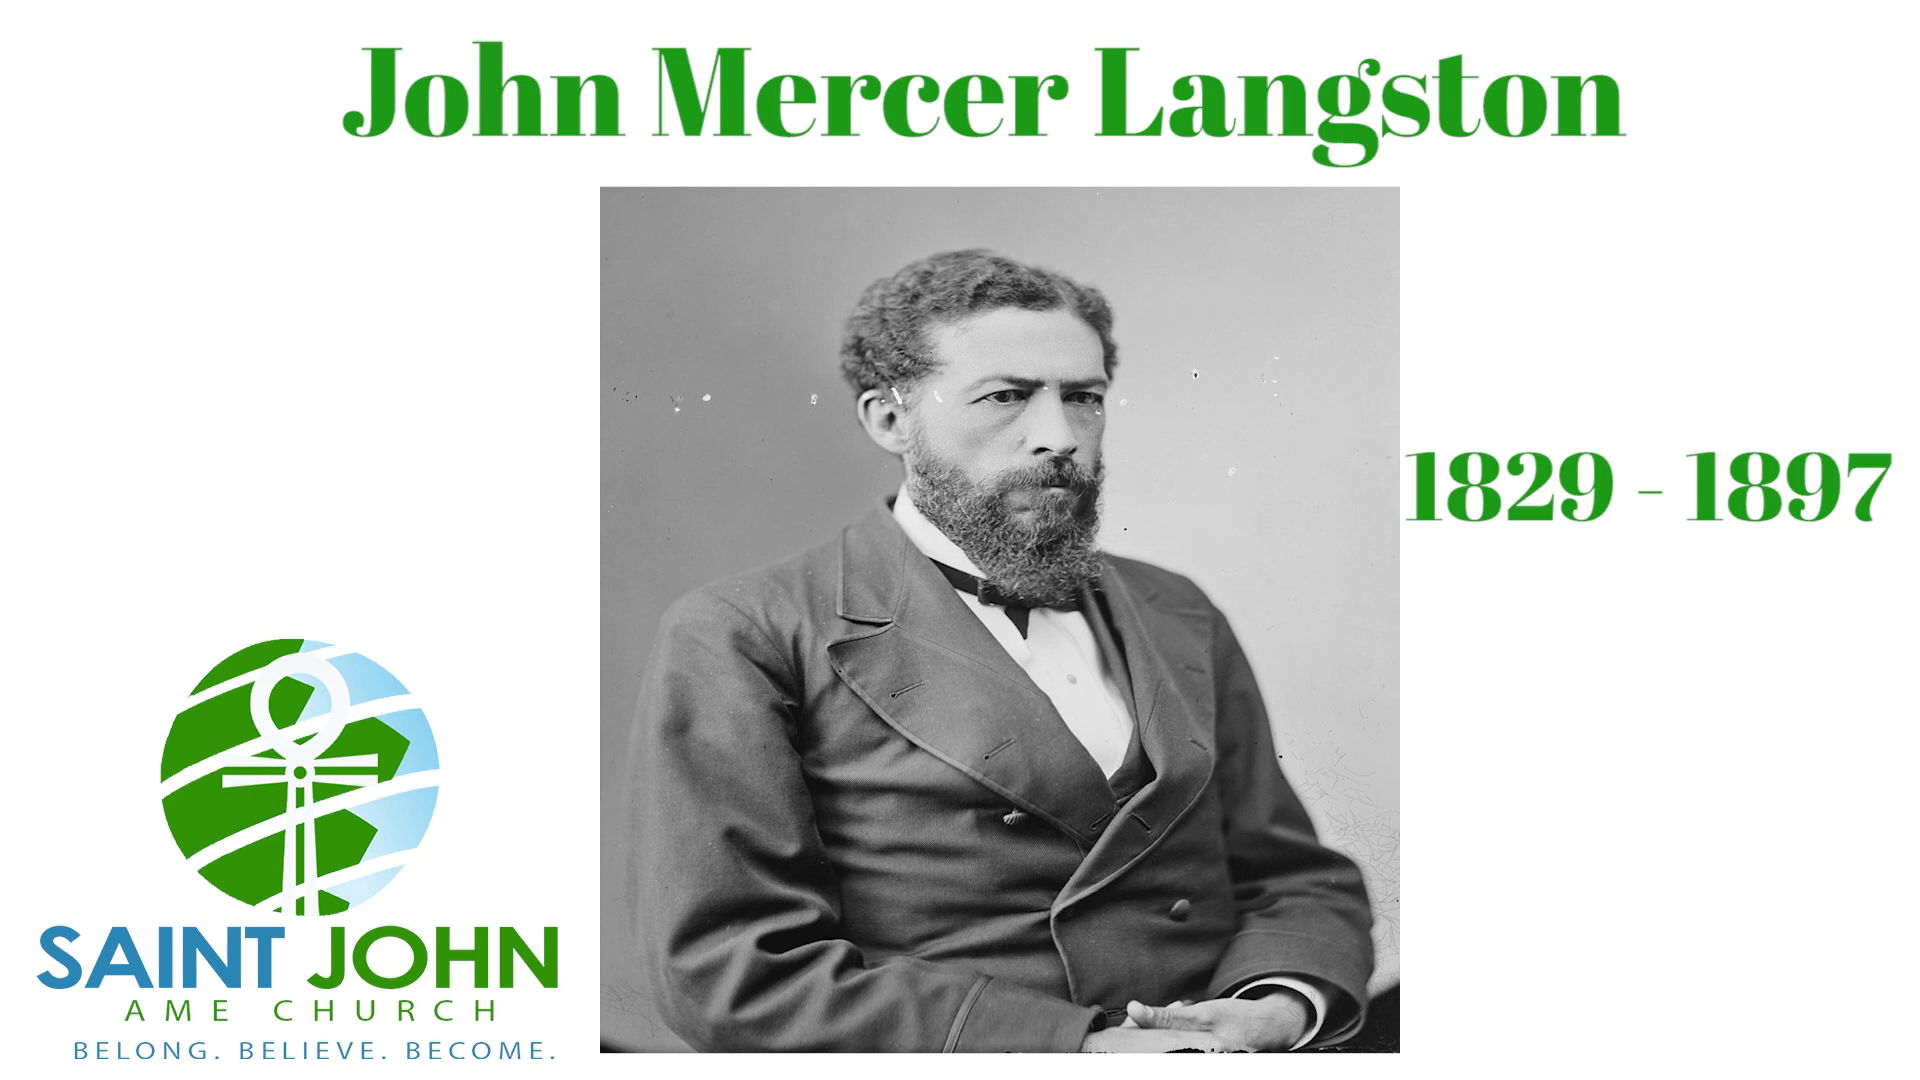 John Mercer Langston
1829 - 1897
SAINT JOHN
AME CHURCH
BELONG. BELIEVE. BECOME.